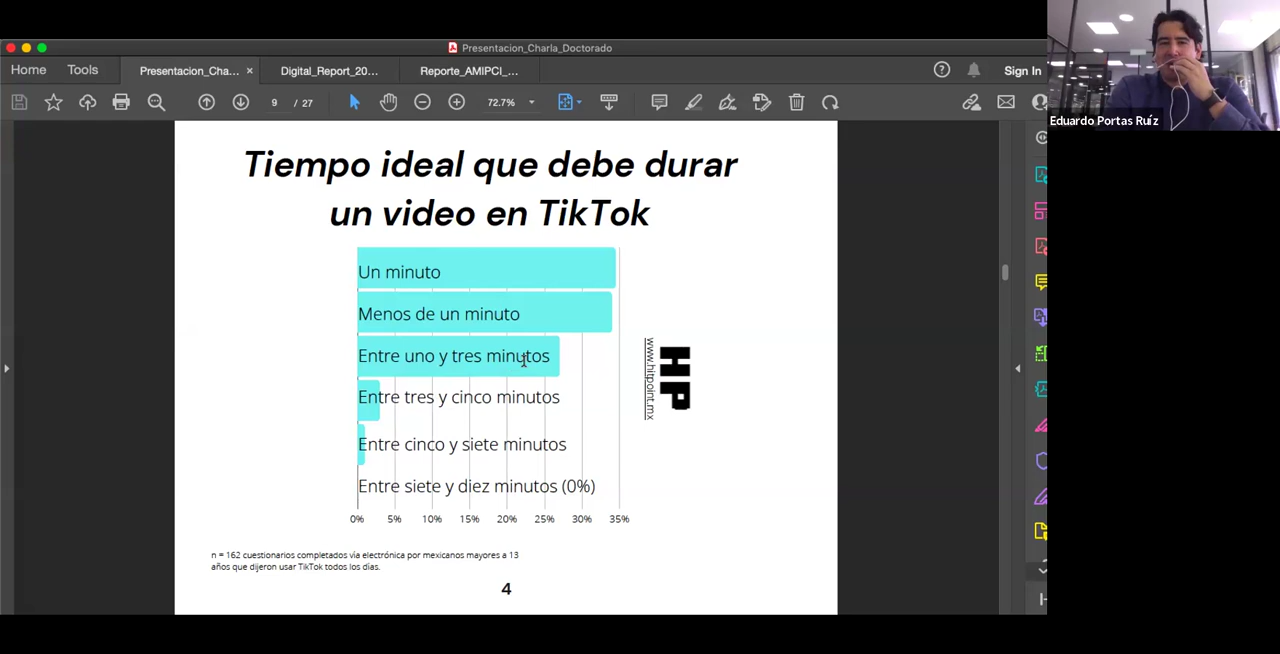 Presentacion_Charla_Doctorado
Home
Tools
Presentacion_Cha...
Digital_Report_20...
Reporte_AMIPCI_...
Sign In
9 / 27
72.7%
Eduardo Portas Ruíz
Tiempo ideal que debe durar
un video en TikTok
Un minuto
Menos de un minuto
Entre uno y tres minutos
Entre tres y cinco minutos
Entre cinco y siete minutos
Entre siete y diez minutos (0%)
0% 5% 10% 15% 20% 25% 30% 35%
HP
www.hitpoint.mx
n = 162 cuestionarios completados vía electrónica por mexicanos mayores a 13
años que dijeron usar TikTok todos los días.
4